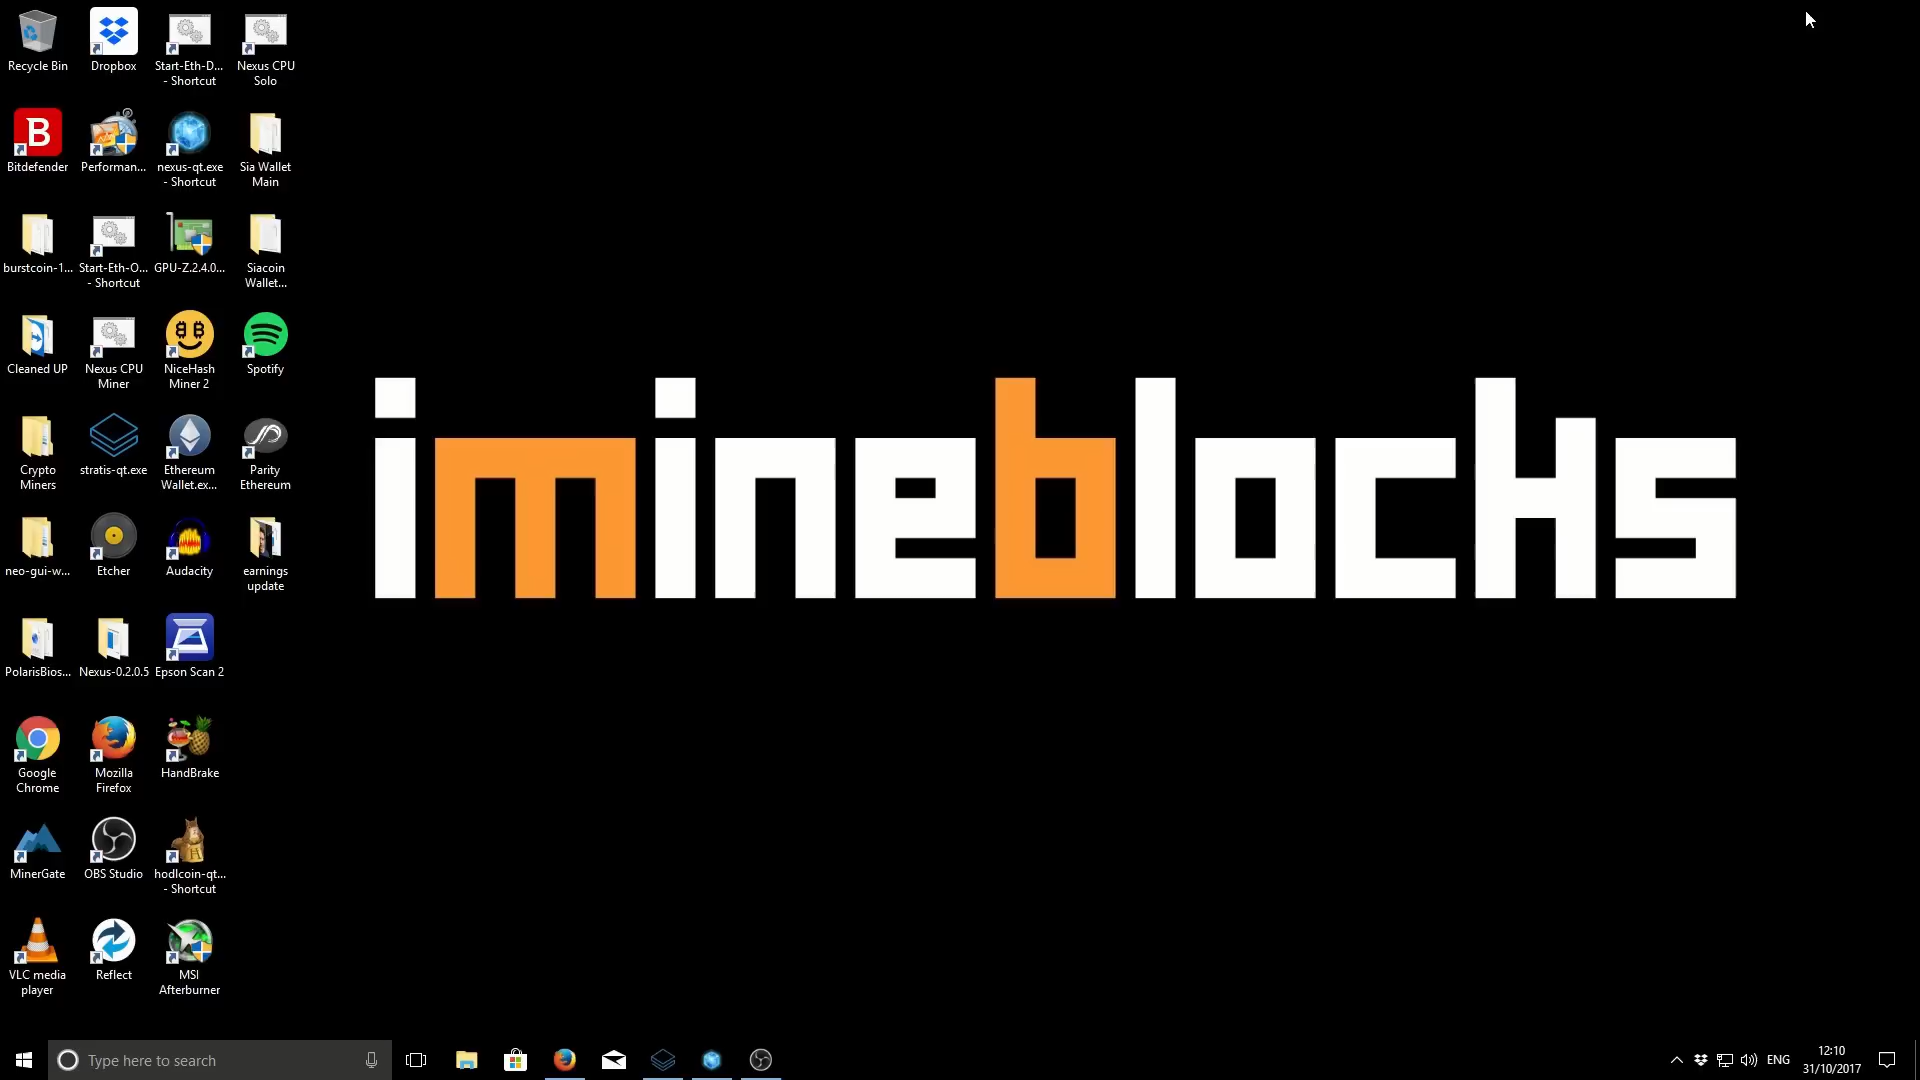 Recycle Bin
Dropbox
Start-Eth-D...
- Shortcut
Nexus CPU
Solo
Bitdefender
Performan...
nexus-qt.exe
- Shortcut
Sia Wallet
Main
burstcoin-1...
Start-Eth-O...
- Shortcut
GPU-Z.2.4.0...
Siacoin
Wallet...
Cleaned UP
Nexus CPU
Miner
NiceHash
Miner 2
Spotify
Crypto
Miners
stratis-qt.exe
Ethereum
Wallet.ex...
Parity
Ethereum
neo-gui-w...
Etcher
Audacity
earnings
update
PolarisBios...
Nexus-0.2.0.5
Epson Scan 2
Google
Chrome
Mozilla
Firefox
HandBrake
MinerGate
OBS Studio
hodlcoin-qt...
- Shortcut
VLC media
player
Reflect
MSI
Afterburner
imineblocks
Type here to search
ENG
12:10
31/10/2017